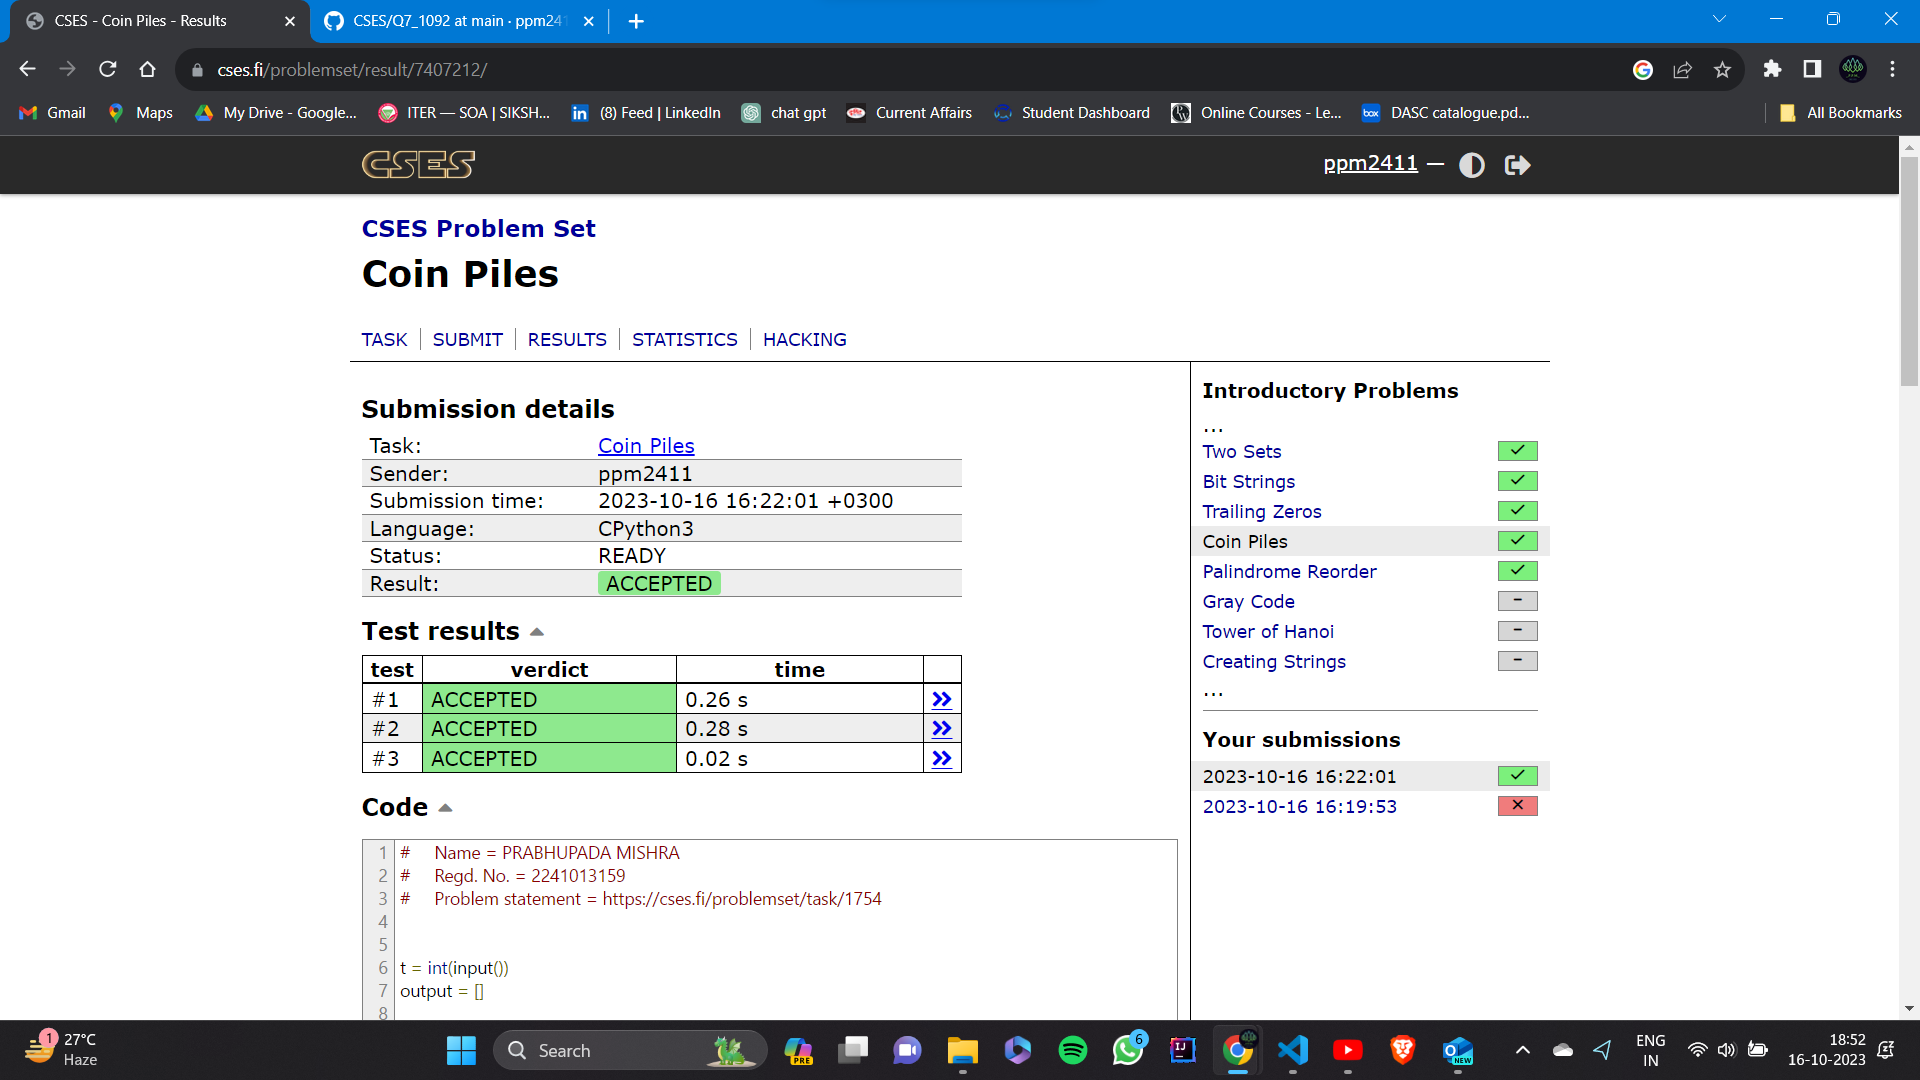 CSES - Coin Piles - Results
CSES/Q7_1092 at main · ppm241
cses.fi/problemset/result/7407212/
Gmail
Maps
My Drive - Google...
ITER — SOA | SIKSH...
(8) Feed | LinkedIn
chat gpt
Current Affairs
Student Dashboard
Online Courses - Le...
DASC catalogue.pd...
All Bookmarks
CSES
ppm2411 —
CSES Problem Set
Coin Piles
TASK
SUBMIT
RESULTS
STATISTICS
HACKING
Submission details
Task: Coin Piles
Sender: ppm2411
Submission time: 2023-10-16 16:22:01 +0300
Language: CPython3
Status: READY
Result: ACCEPTED
Test results
test verdict time
#1 ACCEPTED 0.26 s
#2 ACCEPTED 0.28 s
#3 ACCEPTED 0.02 s
Code
1 # Name = PRABHUPADA MISHRA
2 # Regd. No. = 2241013159
3 # Problem statement = https://cses.fi/problemset/task/1754
4
5
6 t = int(input())
7 output = []
8
Introductory Problems
...
Two Sets
Bit Strings
Trailing Zeros
Coin Piles
Palindrome Reorder
Gray Code –
Tower of Hanoi –
Creating Strings –
...
Your submissions
2023-10-16 16:22:01
2023-10-16 16:19:53
1
27°C
Haze
Search
PRE
6
IJ
NEW
ENG
IN
18:52
16-10-2023